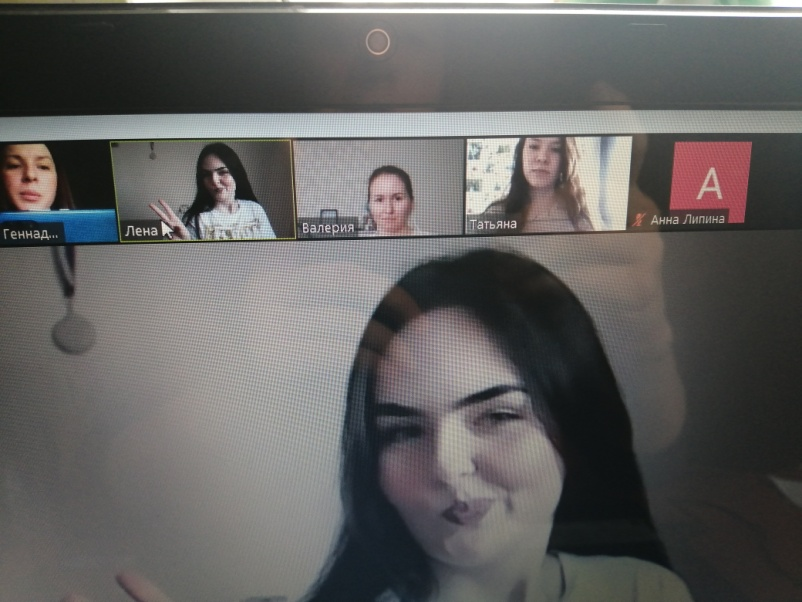 Геннад...
Лена
Валерия
Татьяна
A
Анна Липина